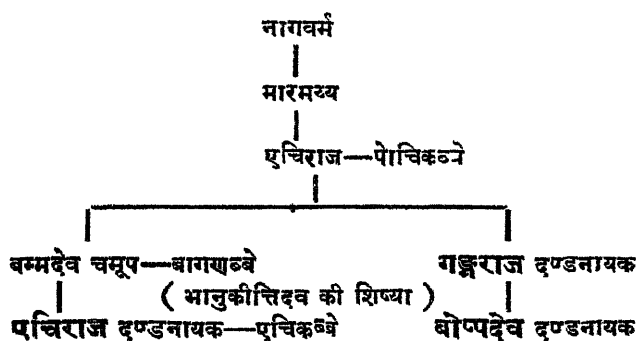 नागवर्म
मारमय्य
एचिराज—पोचिकब्बे
बम्मदेव चमूप—बागणब्बे
गङ्गराज दण्डनायक
( भानुकीर्त्तिदेव की शिष्या )
एचिराज दण्डनायक—एचिकब्बे
बोप्पदेव दण्डनायक